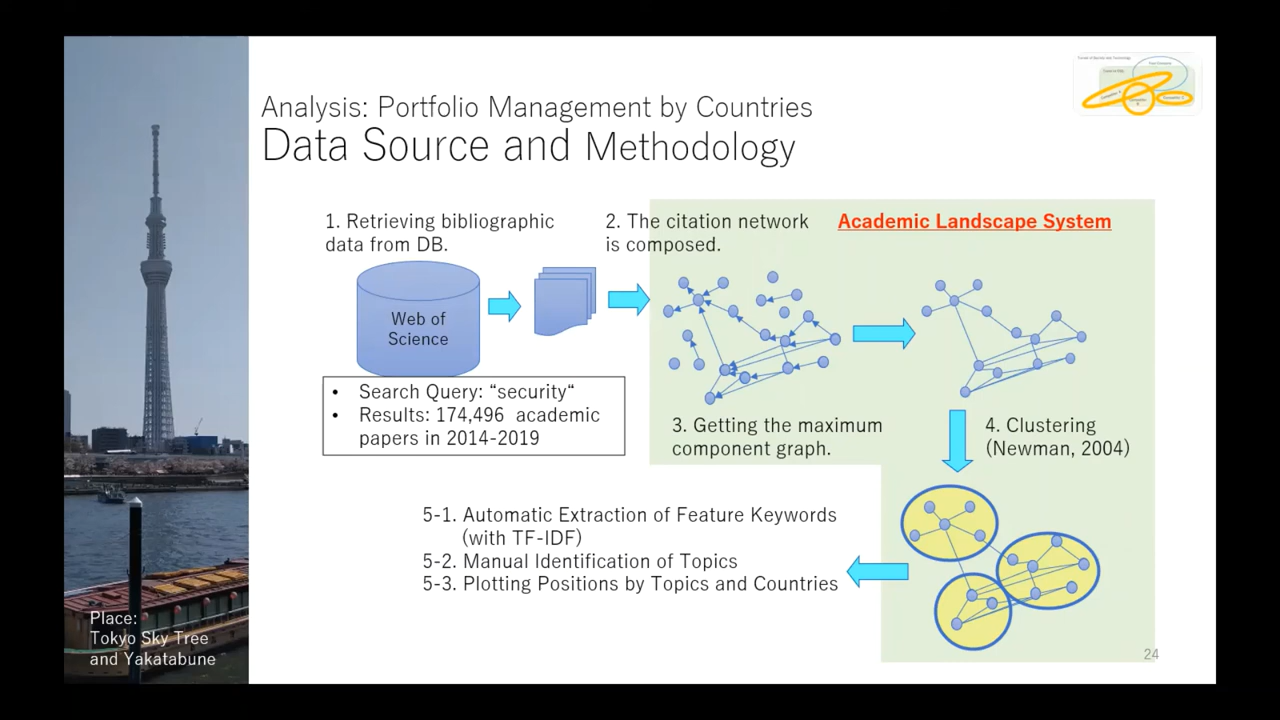 Analysis: Portfolio Management by Countries
Data Source and Methodology
1. Retrieving bibliographic
data from DB.
2. The citation network
is composed.
Academic Landscape System
Web of
Science
• Search Query: “security“
• Results: 174,496 academic
papers in 2014-2019
3. Getting the maximum
component graph.
4. Clustering
(Newman, 2004)
5-1. Automatic Extraction of Feature Keywords
(with TF-IDF)
5-2. Manual Identification of Topics
5-3. Plotting Positions by Topics and Countries
Place:
Tokyo Sky Tree
and Yakatabune
24